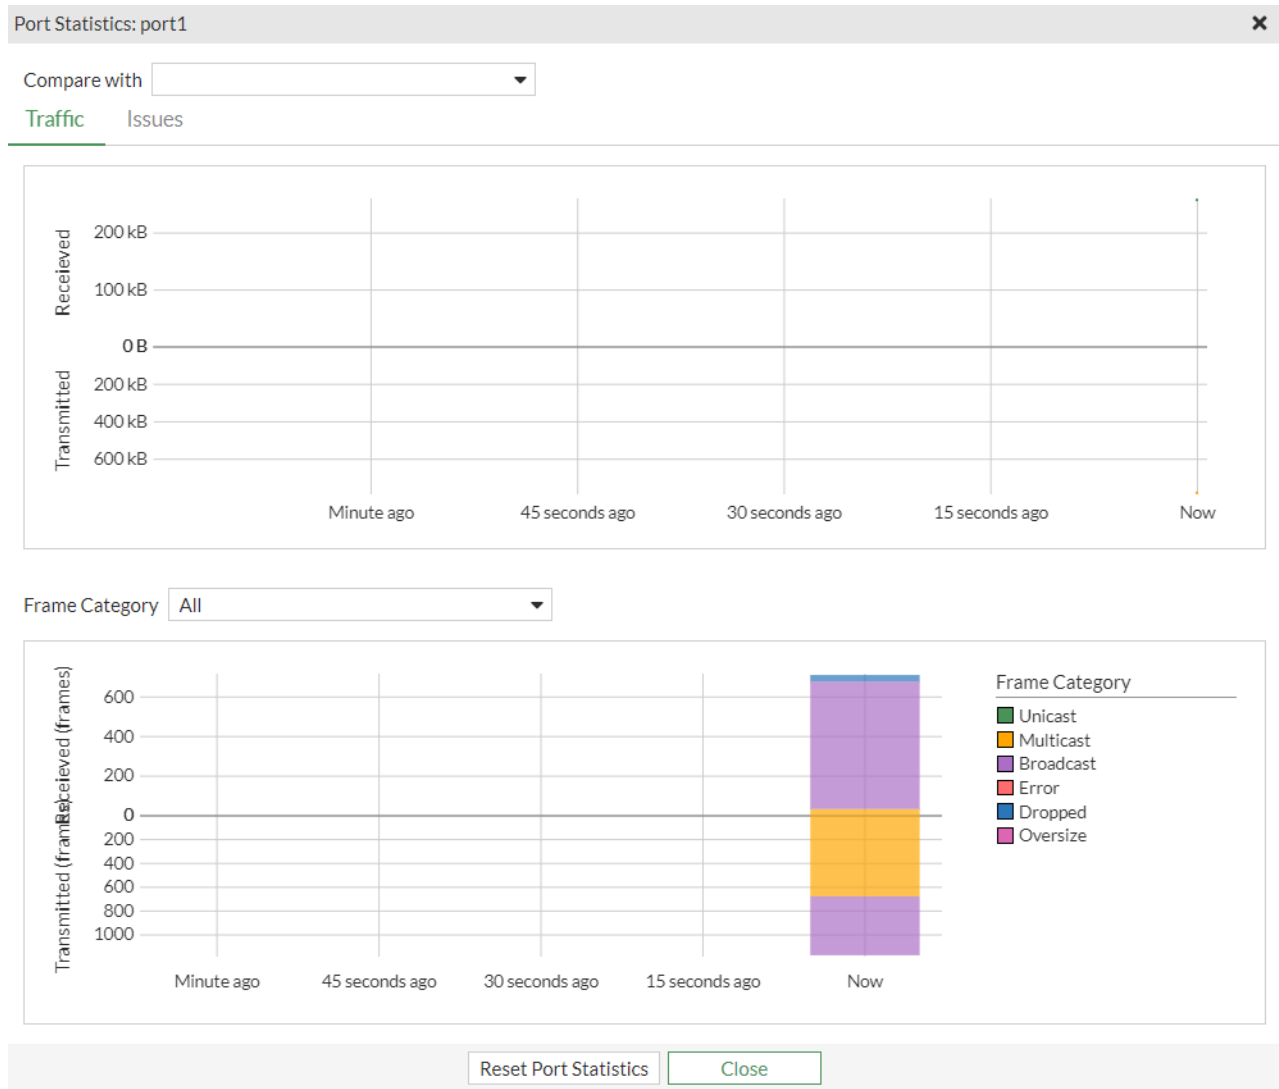 Port Statistics: port1
Compare with
Traffic Issues
Receieved
200 kB
100 kB
0 B
Transmitted
200 kB
400 kB
600 kB
Minute ago 45 seconds ago 30 seconds ago 15 seconds ago Now
Frame Category All
Receieved (frames)
600
400
200
0
Transmitted (frames)
200
400
600
800
1000
Minute ago 45 seconds ago 30 seconds ago 15 seconds ago Now
Frame Category
Unicast
Multicast
Broadcast
Error
Dropped
Oversize
Reset Port Statistics Close